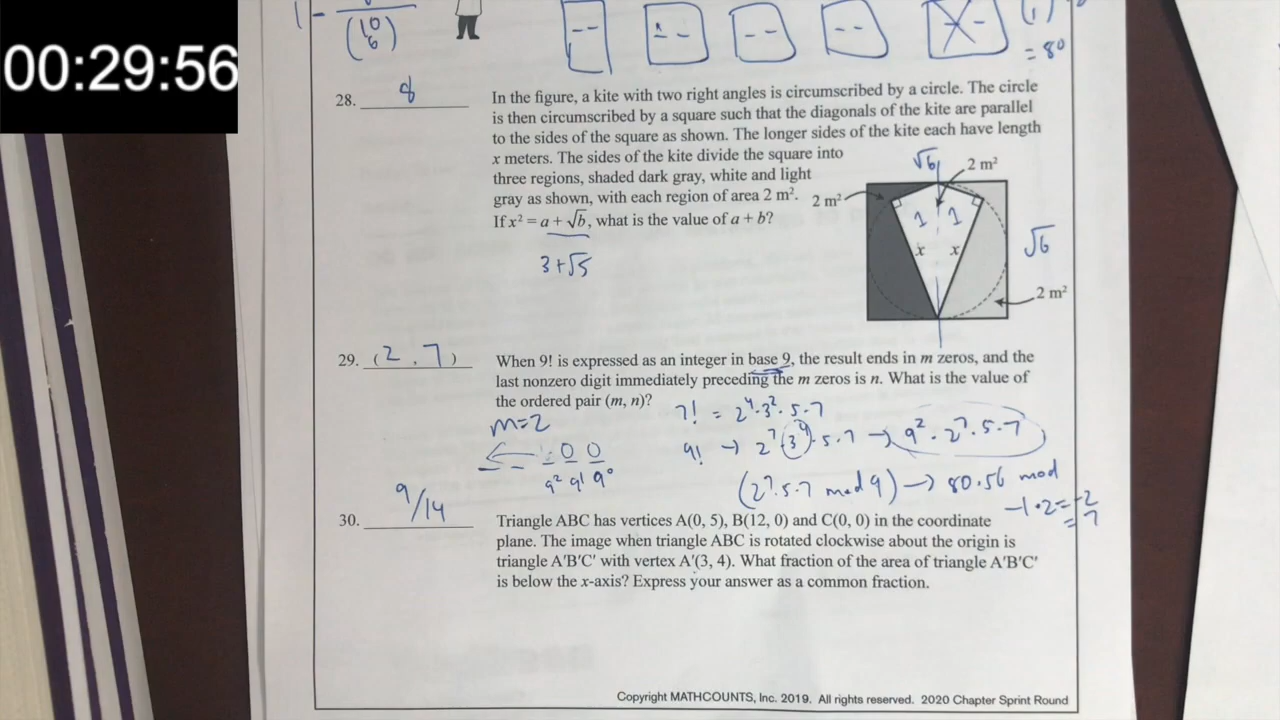 00:29:56
1 -
(10
6)
= 80
28. 8
In the figure, a kite with two right angles is circumscribed by a circle. The circle
is then circumscribed by a square such that the diagonals of the kite are parallel
to the sides of the square as shown. The longer sides of the kite each have length
x meters. The sides of the kite divide the square into
three regions, shaded dark gray, white and light
gray as shown, with each region of area 2 m².
If x² = a + √b, what is the value of a + b?
3+√5
√6
2 m²
2 m²
1 1
x x
√6
2 m²
29. (2, 7)
When 9! is expressed as an integer in base 9, the result ends in m zeros, and the
last nonzero digit immediately preceding the m zeros is n. What is the value of
the ordered pair (m, n)?
7! = 2⁴·3²·5·7
m=2
9! → 2⁷(3⁴)·5·7 → 9²·2⁷·5·7
0 0
9² 9¹ 9⁰
(2⁷·5·7 mod 9) → 80·56 mod
-1·2=-2
=7
30. 9/14
Triangle ABC has vertices A(0, 5), B(12, 0) and C(0, 0) in the coordinate
plane. The image when triangle ABC is rotated clockwise about the origin is
triangle A′B′C′ with vertex A′(3, 4). What fraction of the area of triangle A′B′C′
is below the x-axis? Express your answer as a common fraction.
Copyright MATHCOUNTS, Inc. 2019. All rights reserved. 2020 Chapter Sprint Round